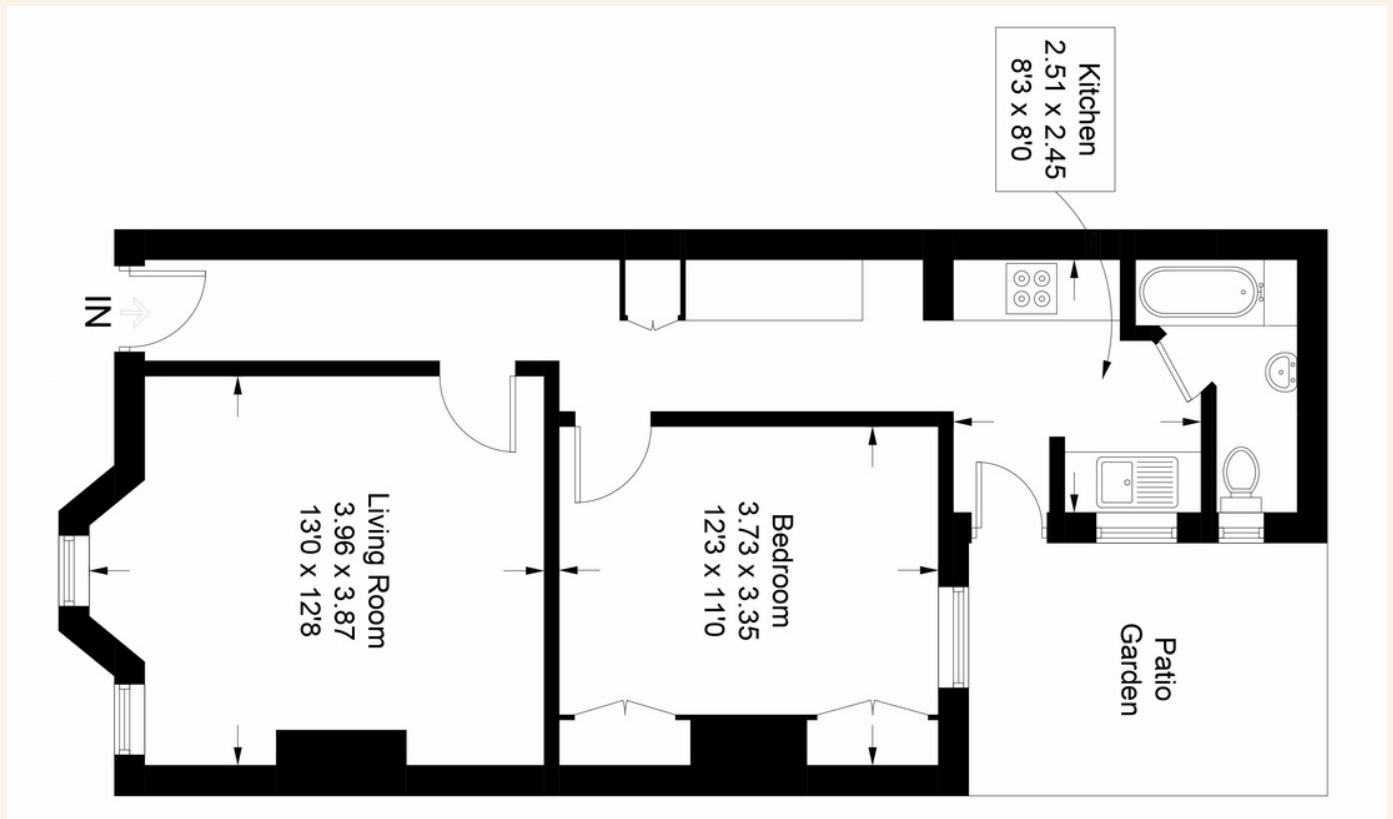 Kitchen
2.51 x 2.45
8'3 x 8'0
IN
Living Room
3.96 x 3.87
13'0 x 12'8
Bedroom
3.73 x 3.35
12'3 x 11'0
Patio
Garden